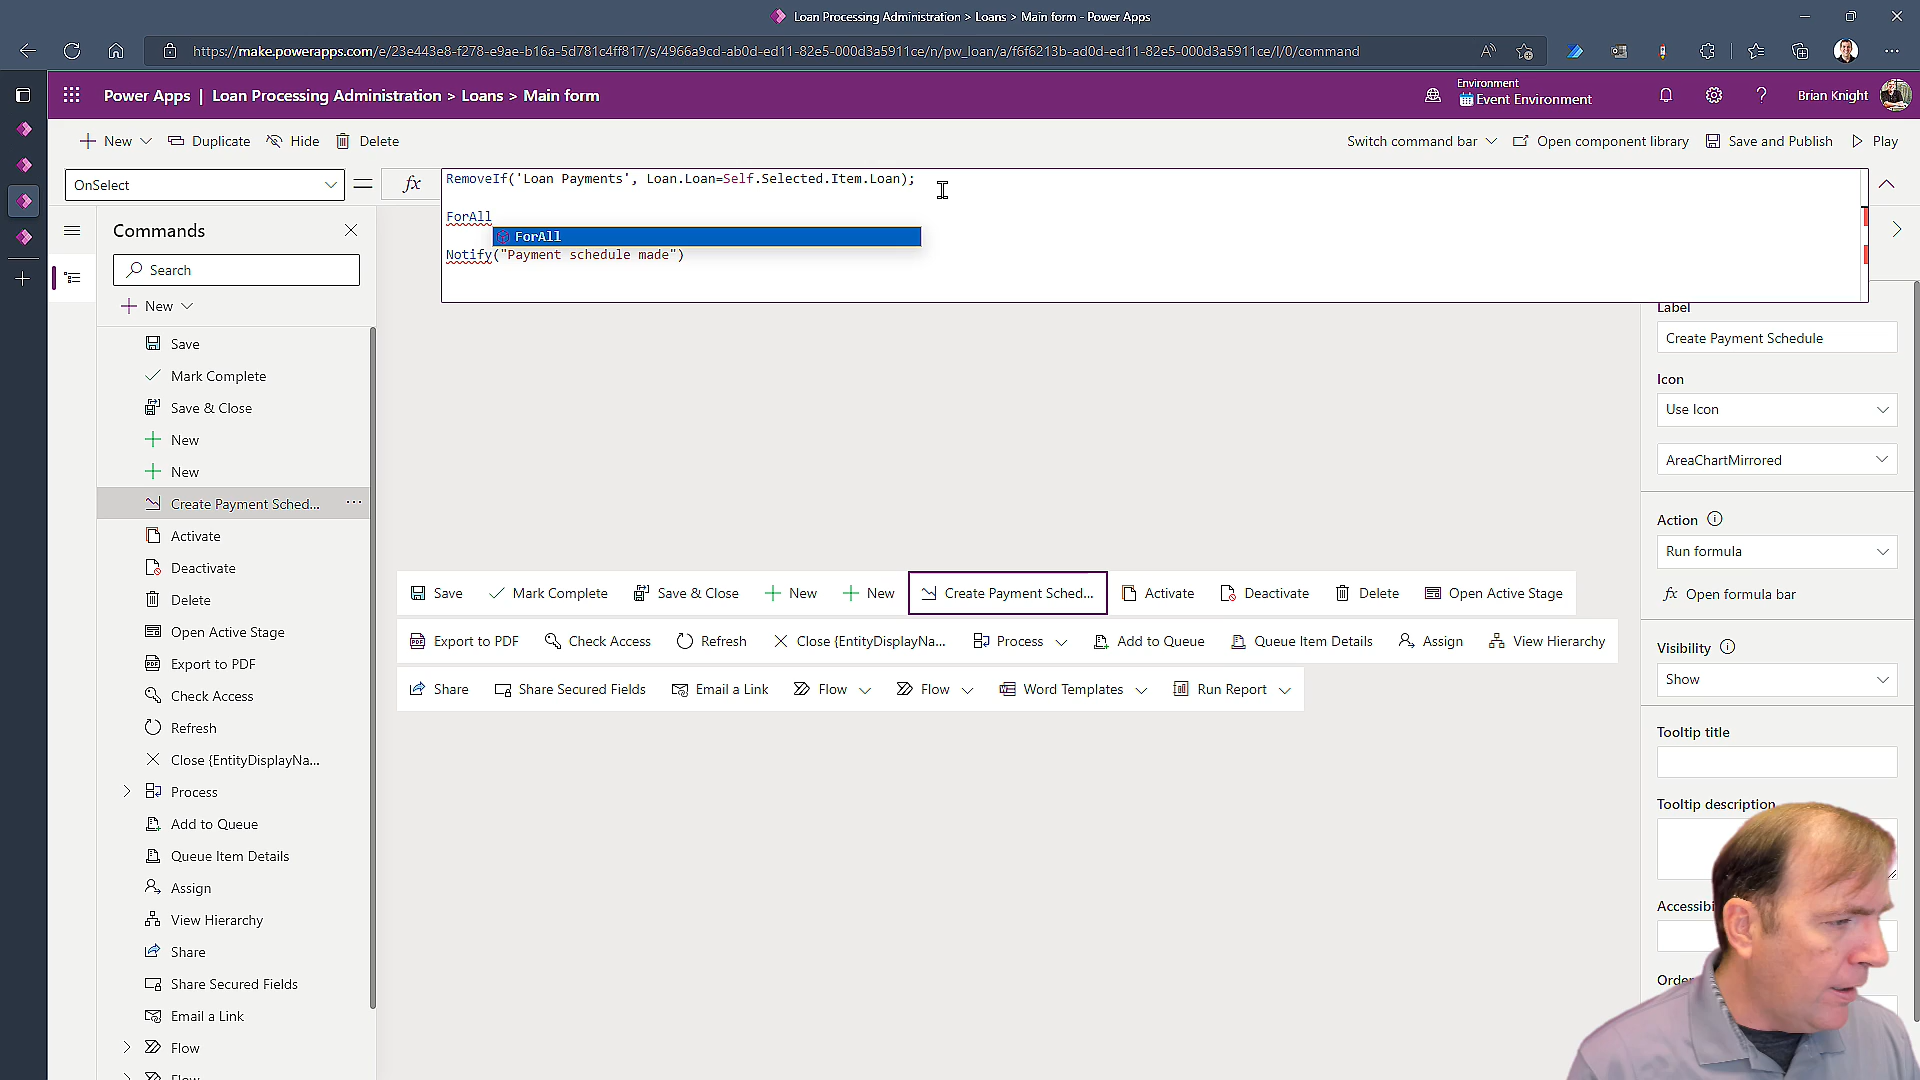 Loan Processing Administration > Loans > Main form - Power Apps
https://make.powerapps.com/e/23e443e8-f278-e9ae-b16a-5d781c4ff817/s/4966a9cd-ab0d-ed11-82e5-000d3a5911ce/n/pw_loan/a/f6f6213b-ad0d-ed11-82e5-000d3a5911ce/l/0/command
Power Apps | Loan Processing Administration > Loans > Main form
Environment
Event Environment
Brian Knight
New Duplicate Hide Delete
Switch command bar Open component library Save and Publish Play
OnSelect = fx
RemoveIf('Loan Payments', Loan.Loan=Self.Selected.Item.Loan);
ForAll
ForAll
Notify("Payment schedule made")
Commands
Search
New
Save
Mark Complete
Save & Close
New
New
Create Payment Sched...
Activate
Deactivate
Delete
Open Active Stage
Export to PDF
Check Access
Refresh
Close {EntityDisplayNa...
Process
Add to Queue
Queue Item Details
Assign
View Hierarchy
Share
Share Secured Fields
Email a Link
Flow
Flow
Save Mark Complete Save & Close New New Create Payment Sched... Activate Deactivate Delete Open Active Stage
Export to PDF Check Access Refresh Close {EntityDisplayNa... Process Add to Queue Queue Item Details Assign View Hierarchy
Share Share Secured Fields Email a Link Flow Flow Word Templates Run Report
Label
Create Payment Schedule
Icon
Use Icon
AreaChartMirrored
Action
Run formula
fx Open formula bar
Visibility
Show
Tooltip title
Tooltip description
Accessibi
Order